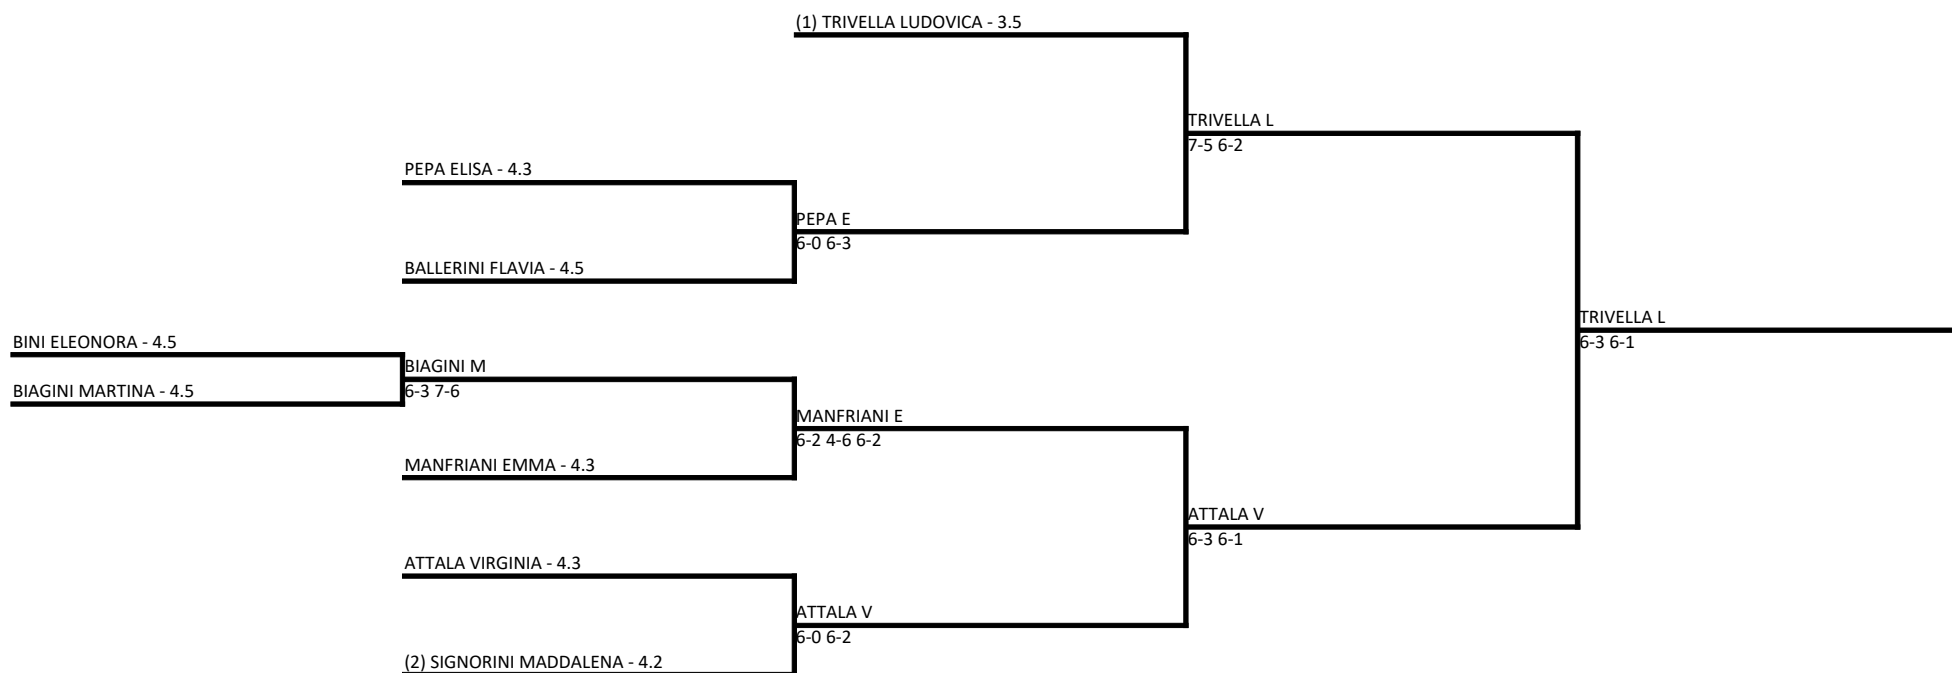 (1) TRIVELLA LUDOVICA - 3.5
TRIVELLA L
7-5 6-2
PEPA ELISA - 4.3
PEPA E
6-0 6-3
BALLERINI FLAVIA - 4.5
TRIVELLA L
6-3 6-1
BINI ELEONORA - 4.5
BIAGINI M
6-3 7-6
BIAGINI MARTINA - 4.5
MANFRIANI E
6-2 4-6 6-2
MANFRIANI EMMA - 4.3
ATTALA V
6-3 6-1
ATTALA VIRGINIA - 4.3
ATTALA V
6-0 6-2
(2) SIGNORINI MADDALENA - 4.2